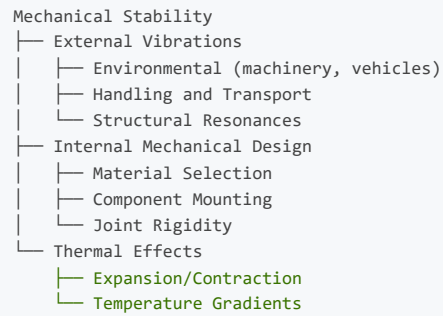 Mechanical Stability
├── External Vibrations
│   ├── Environmental (machinery, vehicles)
│   ├── Handling and Transport
│   └── Structural Resonances
├── Internal Mechanical Design
│   ├── Material Selection
│   ├── Component Mounting
│   └── Joint Rigidity
└── Thermal Effects
    ├── Expansion/Contraction
    └── Temperature Gradients